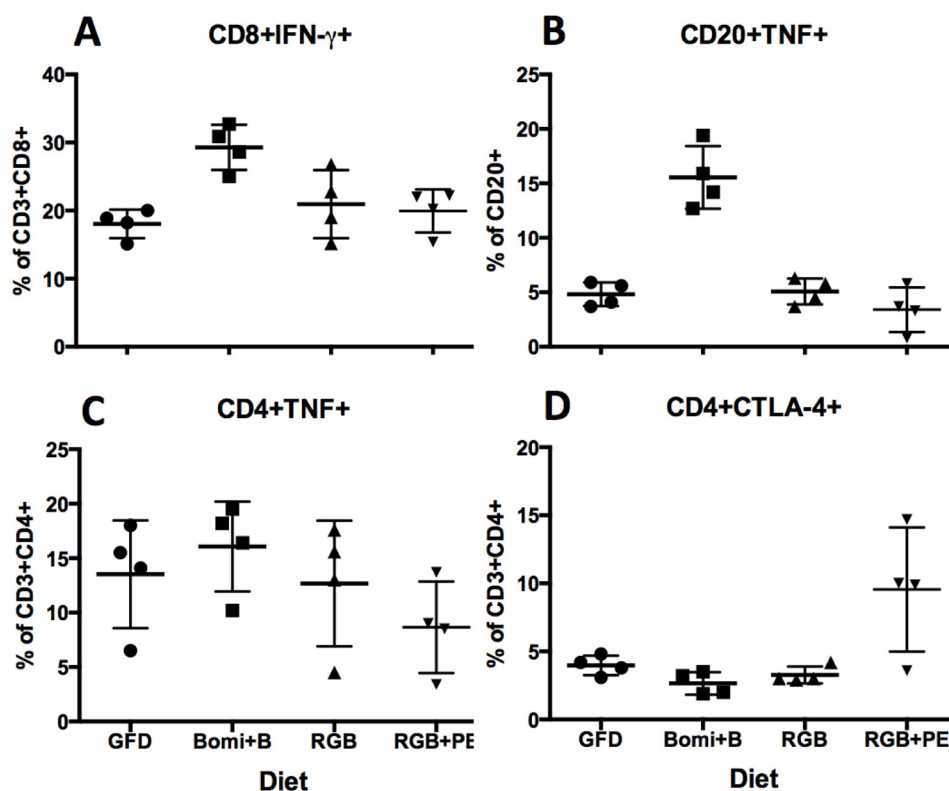 A
CD8+IFN-γ+
% of CD3+CD8+
40
30
20
10
0
B
CD20+TNF+
% of CD20+
25
20
15
10
5
0
C
CD4+TNF+
% of CD3+CD4+
25
20
15
10
5
0
GFD Bomi+B RGB RGB+PE
Diet
D
CD4+CTLA-4+
% of CD3+CD4+
20
15
10
5
0
GFD Bomi+B RGB RGB+PE
Diet